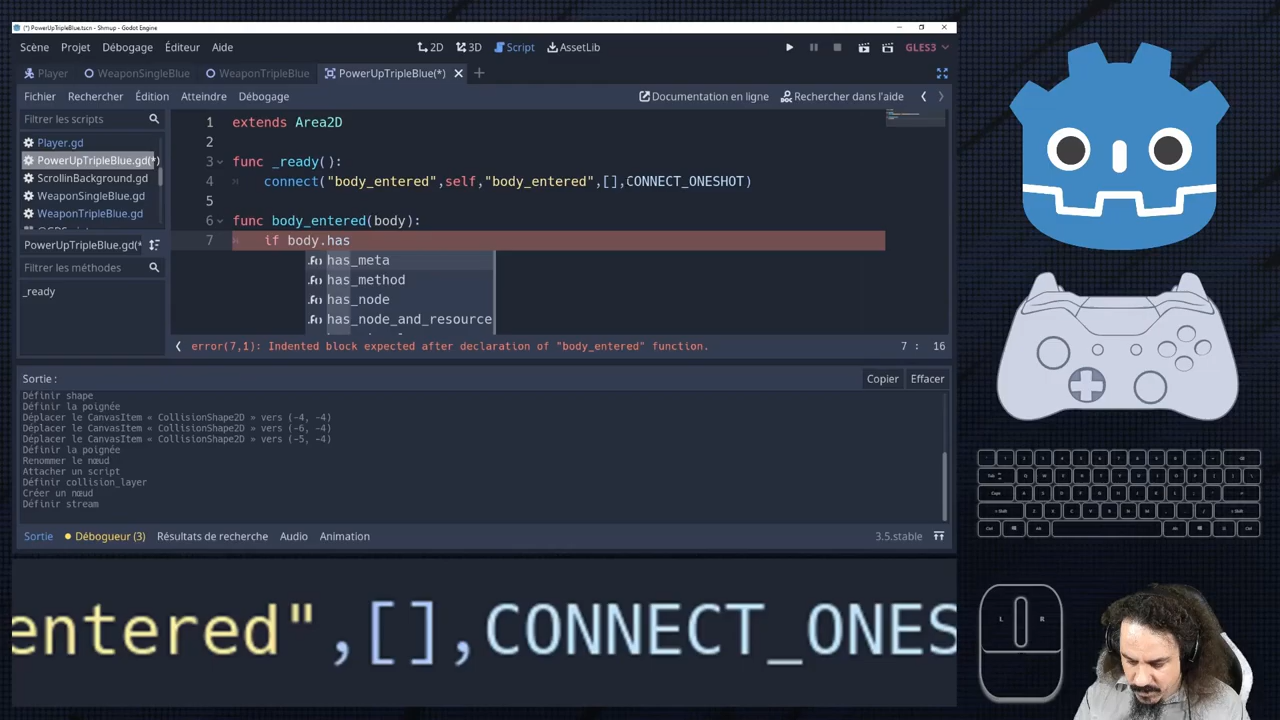 (*) PowerUpTripleBlue.tscn - Shmup - Godot Engine
Scène Projet Débogage Éditeur Aide 2D 3D Script AssetLib GLES3
Player WeaponSingleBlue WeaponTripleBlue PowerUpTripleBlue(*)
Fichier Rechercher Édition Atteindre Débogage Documentation en ligne Rechercher dans l'aide
Filtrer les scripts
Player.gd
PowerUpTripleBlue.gd(*)
ScrollinBackground.gd
WeaponSingleBlue.gd
WeaponTripleBlue.gd
PowerUpTripleBlue.gd(*
Filtrer les méthodes
_ready
1 extends Area2D
2
3 func _ready():
4 connect("body_entered",self,"body_entered",[],CONNECT_ONESHOT)
5
6 func body_entered(body):
7 if body.has
has_meta
has_method
has_node
has_node_and_resource
error(7,1): Indented block expected after declaration of "body_entered" function. 7 : 16
Sortie : Copier Effacer
Définir shape
Définir la poignée
Déplacer le CanvasItem « CollisionShape2D » vers (-4, -4)
Déplacer le CanvasItem « CollisionShape2D » vers (-6, -4)
Déplacer le CanvasItem « CollisionShape2D » vers (-5, -4)
Définir la poignée
Renommer le nœud
Attacher un script
Définir collision_layer
Créer un nœud
Définir stream
Sortie Débogueur (3) Résultats de recherche Audio Animation 3.5.stable
entered",[],CONNECT_ONES
L R